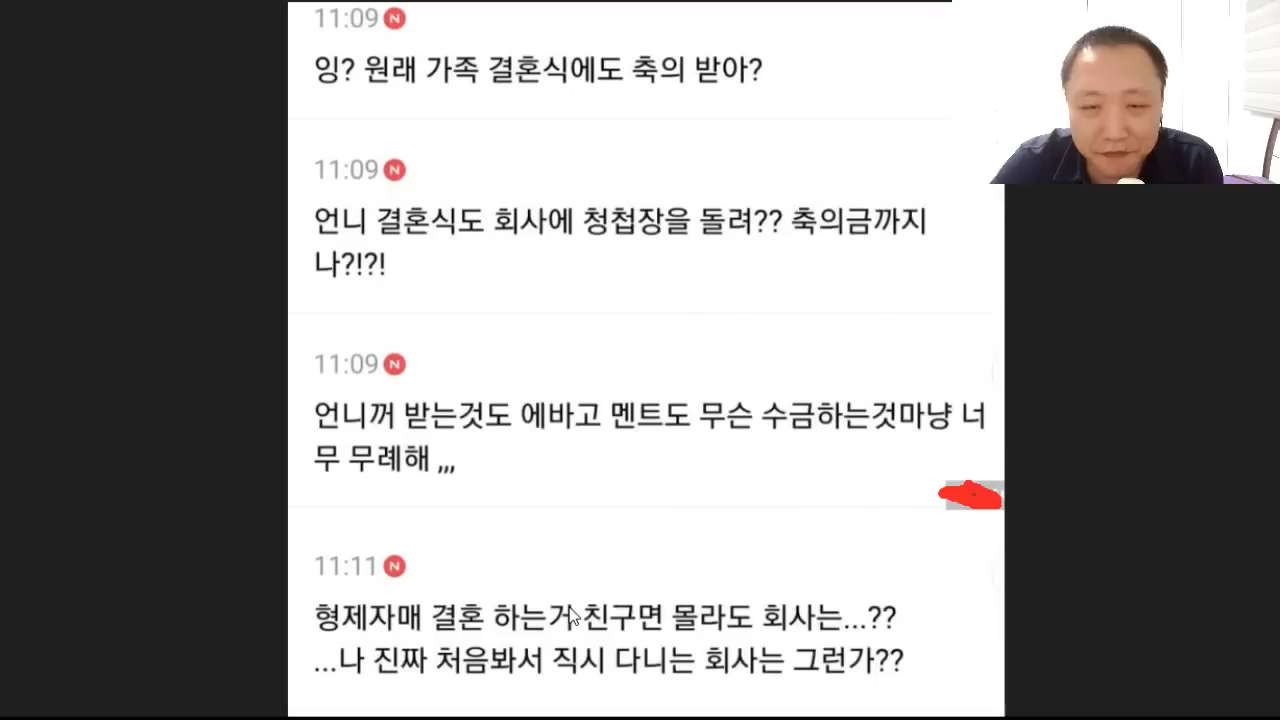 11:09 N
잉? 원래 가족 결혼식에도 축의 받아?
11:09 N
언니 결혼식도 회사에 청첩장을 돌려?? 축의금까지
나?!?!
11:09 N
언니꺼 받는것도 에바고 멘트도 무슨 수금하는것마냥 너
무 무례해 ,,,
11:11 N
형제자매 결혼 하는거 친구면 몰라도 회사는...??
...나 진짜 처음봐서 직시 다니는 회사는 그런가??